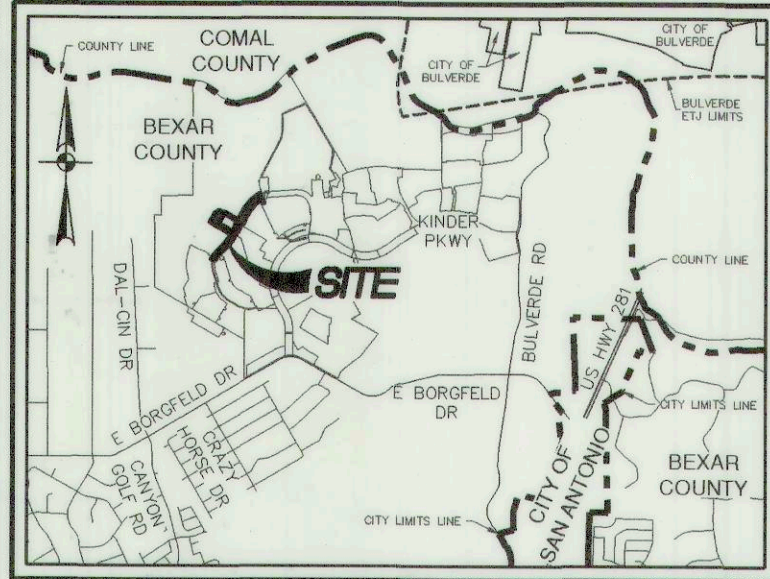 COUNTY LINE
COMAL
COUNTY
CITY OF
BULVERDE
CITY OF
BULVERDE
BULVERDE
ETJ LIMITS
BEXAR
COUNTY
KINDER
PKWY
BULVERDE RD
COUNTY LINE
SITE
DAL-CIN DR
US HWY 281
E BORGFELD DR
E BORGFELD
DR
CITY LIMITS LINE
CRAZY
HORSE DR
CANYON
GOLF RD
CITY OF
SAN ANTONIO
BEXAR
COUNTY
CITY LIMITS LINE